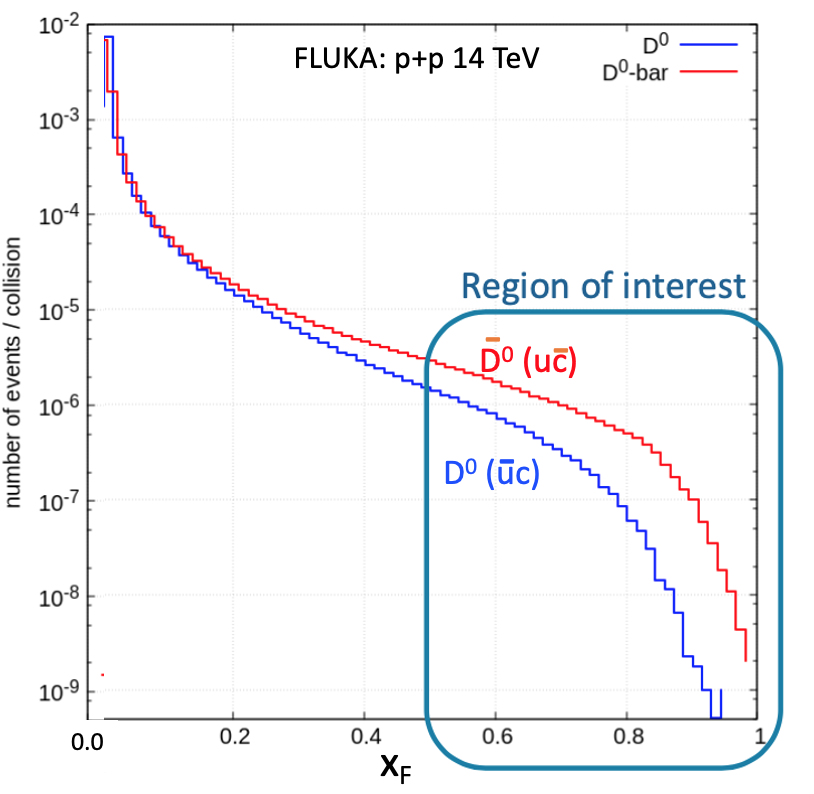 10⁻²
FLUKA: p+p 14 TeV
D⁰
D⁰-bar
10⁻³
10⁻⁴
Region of interest
10⁻⁵
D̄⁰ (uc̄)
10⁻⁶
D⁰ (ūc)
10⁻⁷
10⁻⁸
10⁻⁹
number of events / collision
0.0
0.2
0.4
0.6
0.8
1
X_F